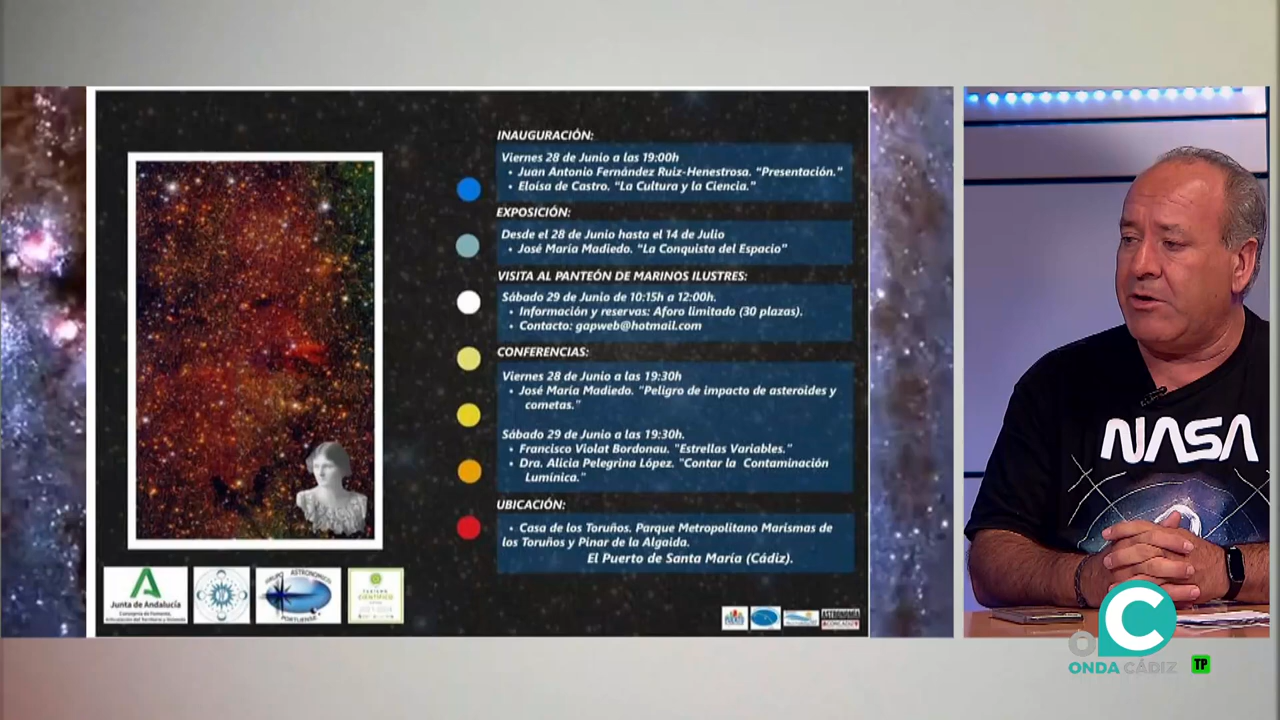 INAUGURACIÓN:
Viernes 28 de Junio a las 19:00h
• Juan Antonio Fernández Ruiz-Henestrosa. "Presentación."
• Eloísa de Castro. "La Cultura y la Ciencia."
EXPOSICIÓN:
Desde el 28 de Junio hasta el 14 de Julio
• José María Madiedo. "La Conquista del Espacio"
VISITA AL PANTEÓN DE MARINOS ILUSTRES:
Sábado 29 de Junio de 10:15h a 12:00h.
• Información y reservas: Aforo limitado (30 plazas).
• Contacto: gapweb@hotmail.com
CONFERENCIAS:
Viernes 28 de Junio a las 19:30h
• José María Madiedo. "Peligro de impacto de asteroides y
cometas."
Sábado 29 de Junio a las 19:30h.
• Francisco Violat Bordonau. "Estrellas Variables."
• Dra. Alicia Pelegrina López. "Contar la Contaminación
Lumínica."
UBICACIÓN:
• Casa de los Toruños. Parque Metropolitano Marismas de
los Toruños y Pinar de la Algaida.
El Puerto de Santa María (Cádiz).
Junta de Andalucía
GRUPO ASTRONÓMICO
PORTUENSE
ASTRONOMÍA
NASA
C
ONDA CÁDIZ
TP